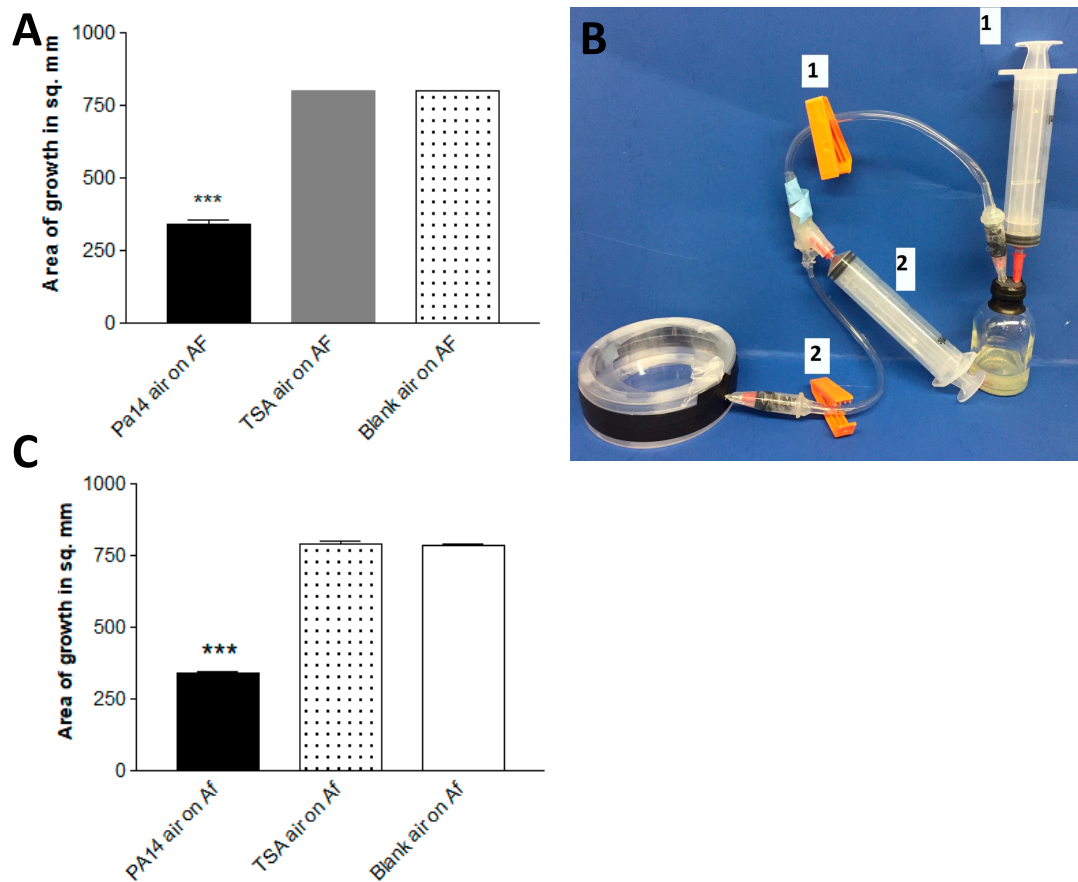 A
Area of growth in sq. mm
1000
750
500
250
0
***
Pa14 air on AF
TSA air on AF
Blank air on AF
B
1
1
2
2
C
Area of growth in sq. mm
1000
750
500
250
0
***
PA14 air on Af
TSA air on Af
Blank air on Af